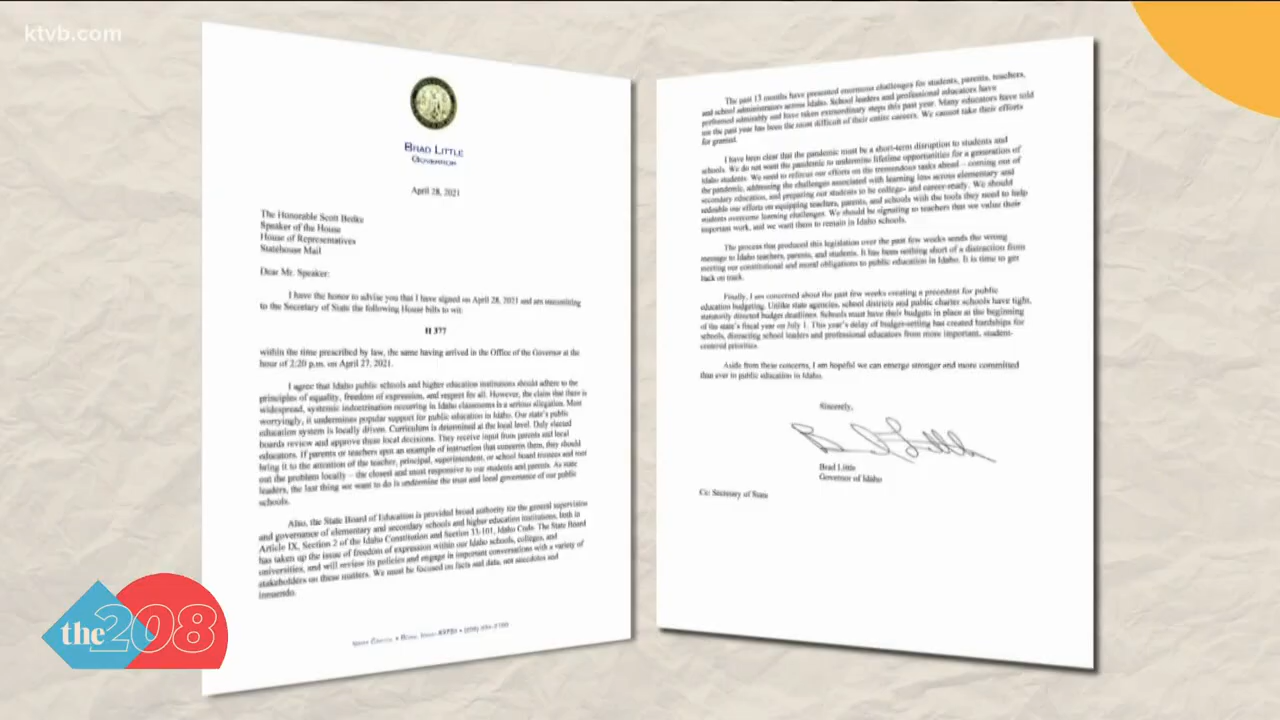 ktvb.com
BRAD LITTLE
GOVERNOR
April 28, 2021
The Honorable Scott Bedke
Speaker of the House
House of Representatives
Statehouse Mail
Dear Mr. Speaker:
I have the honor to advise you that I have signed on April 28, 2021 and am transmitting
to the Secretary of State the following House bills to wit:
H 377
within the time prescribed by law, the same having arrived in the Office of the Governor at the
hour of 2:20 p.m. on April 27, 2021.
I agree that Idaho public schools and higher education institutions should adhere to the
principles of equality, freedom of expression, and respect for all. However, the claim that there is
widespread, systemic indoctrination occurring in Idaho classrooms is a serious allegation. Most
worryingly, it undermines popular support for public education in Idaho. Our state's public
education system is locally driven. Curriculum is determined at the local level. Duly elected
boards review and approve these local decisions. They receive input from parents and local
educators. If parents or teachers spot an example of instruction that concerns them, they should
bring it to the attention of the teacher, principal, superintendent, or school board trustees and sort
out the problem locally – the closest and most responsive to our students and parents. As state
leaders, the last thing we want to do is undermine the trust and local governance of our public
schools.
Also, the State Board of Education is provided broad authority for the general supervision
and governance of elementary and secondary schools and higher education institutions, both in
Article IX, Section 2 of the Idaho Constitution and Section 33-101, Idaho Code. The State Board
has taken up the issue of freedom of expression within our Idaho schools, colleges, and
universities, and will review its policies and engage in important conversations with a variety of
stakeholders on these matters. We must be focused on facts and data, not anecdotes and
innuendo.
The past 13 months have presented enormous challenges for students, parents, teachers,
and school administrators across Idaho. School leaders and professional educators have
performed admirably and have taken extraordinary steps this past year. Many educators have told
me the past year has been the most difficult of their entire careers. We cannot take their efforts
for granted.
I have been clear that the pandemic must be a short-term disruption to students and
schools. We do not want the pandemic to undermine lifetime opportunities for a generation of
Idaho students. We need to refocus our efforts on the tremendous tasks ahead – coming out of
the pandemic, addressing the challenges associated with learning loss across elementary and
secondary education, and preparing our students to be college- and career-ready. We should
redouble our efforts on equipping teachers, parents, and schools with the tools they need to help
students overcome learning challenges. We should be signaling to teachers that we value their
important work, and we want them to remain in Idaho schools.
The process that produced this legislation over the past few weeks sends the wrong
message to Idaho teachers, parents, and students. It has been nothing short of a distraction from
meeting our constitutional and moral obligations to public education in Idaho. It is time to get
back on track.
Finally, I am concerned about the past few weeks creating a precedent for public
education budgeting. Unlike state agencies, school districts and public charter schools have tight,
statutorily directed budget deadlines. Schools must have their budgets in place at the beginning
of the state's fiscal year on July 1. This year's delay of budget-setting has created hardships for
schools, distracting school leaders and professional educators from more important, student-
centered priorities.
Aside from these concerns, I am hopeful we can emerge stronger and more committed
than ever to public education in Idaho.
Sincerely,
Brad Little
Brad Little
Governor of Idaho
Cc: Secretary of State
the 208